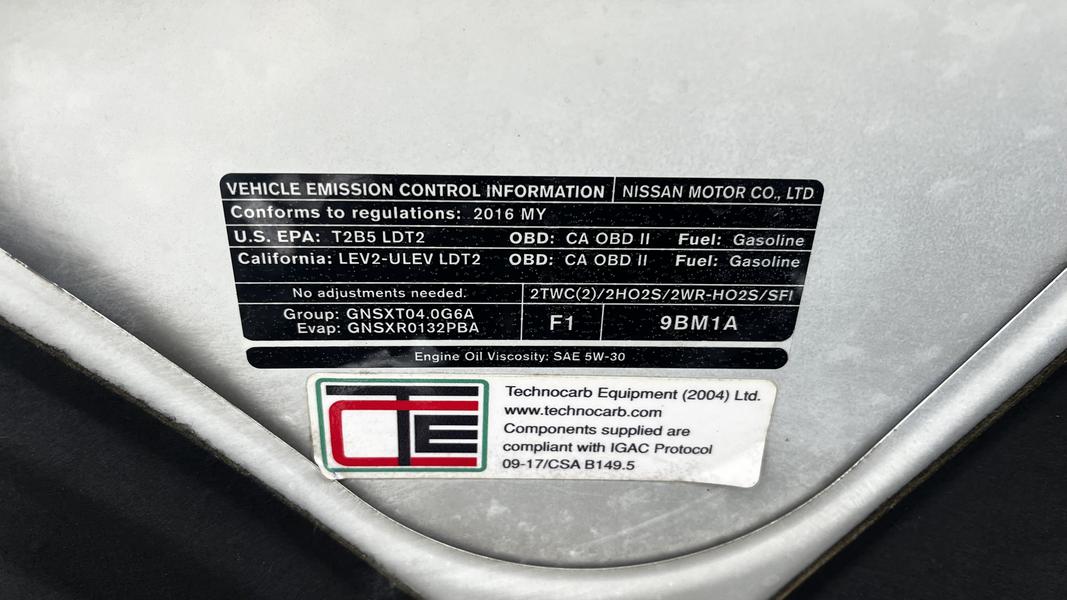 VEHICLE EMISSION CONTROL INFORMATION NISSAN MOTOR CO., LTD
Conforms to regulations: 2016 MY
U.S. EPA: T2B5 LDT2 OBD: CA OBD II Fuel: Gasoline
California: LEV2-ULEV LDT2 OBD: CA OBD II Fuel: Gasoline
No adjustments needed. 2TWC(2)/2HO2S/2WR-HO2S/SFI
Group: GNSXT04.0G6A
Evap: GNSXR0132PBA
F1 9BM1A
Engine Oil Viscosity: SAE 5W-30
TCE
Technocarb Equipment (2004) Ltd.
www.technocarb.com
Components supplied are
compliant with IGAC Protocol
09-17/CSA B149.5